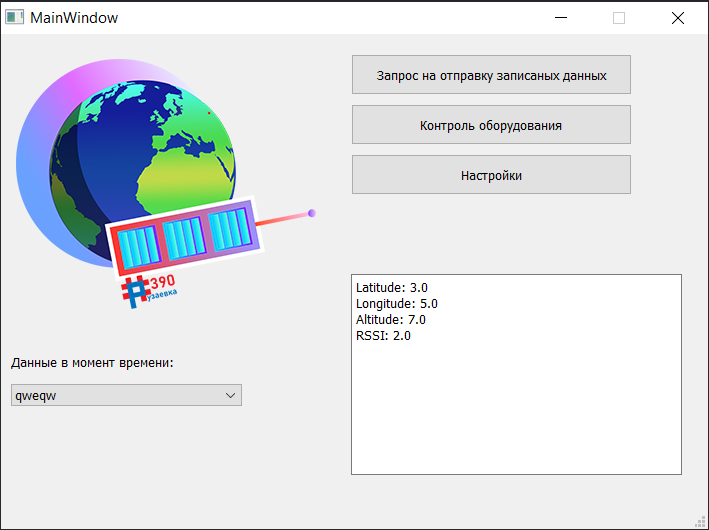 MainWindow
Запрос на отправку записаных данных
Контроль оборудования
Настройки
#390
узаевка
Latitude: 3.0
Longitude: 5.0
Altitude: 7.0
RSSI: 2.0
Данные в момент времени:
qweqw